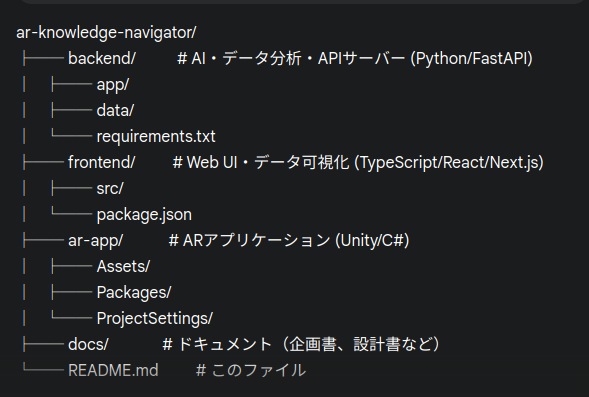 ar-knowledge-navigator/
├── backend/ # AI・データ分析・APIサーバー (Python/FastAPI)
│ ├── app/
│ ├── data/
│ └── requirements.txt
├── frontend/ # Web UI・データ可視化 (TypeScript/React/Next.js)
│ ├── src/
│ └── package.json
├── ar-app/ # ARアプリケーション (Unity/C#)
│ ├── Assets/
│ ├── Packages/
│ └── ProjectSettings/
├── docs/ # ドキュメント（企画書、設計書など）
└── README.md # このファイル